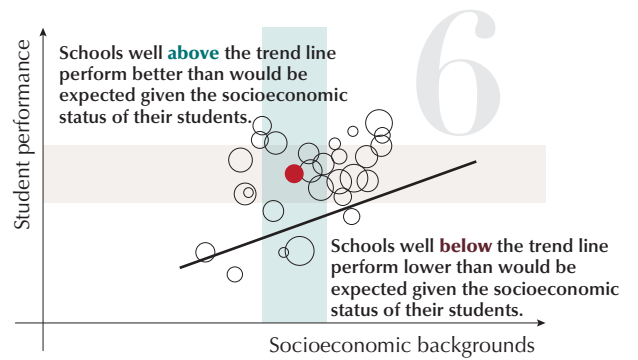 6
Student performance
Schools well above the trend line
perform better than would be
expected given the socioeconomic
status of their students.
Schools well below the trend line
perform lower than would be
expected given the socioeconomic
status of their students.
Socioeconomic backgrounds